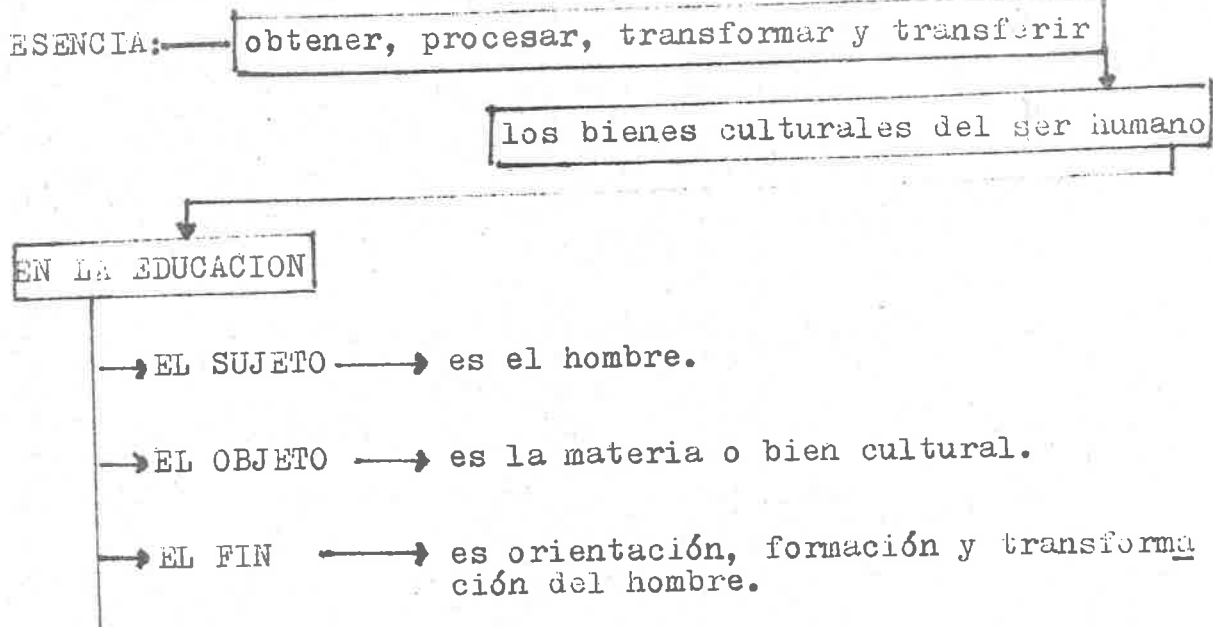 ESENCIA: obtener, procesar, transformar y transferir
los bienes culturales del ser humano
EN LA EDUCACION
EL SUJETO es el hombre.
EL OBJETO es la materia o bien cultural.
EL FIN es orientación, formación y transforma
ción del hombre.